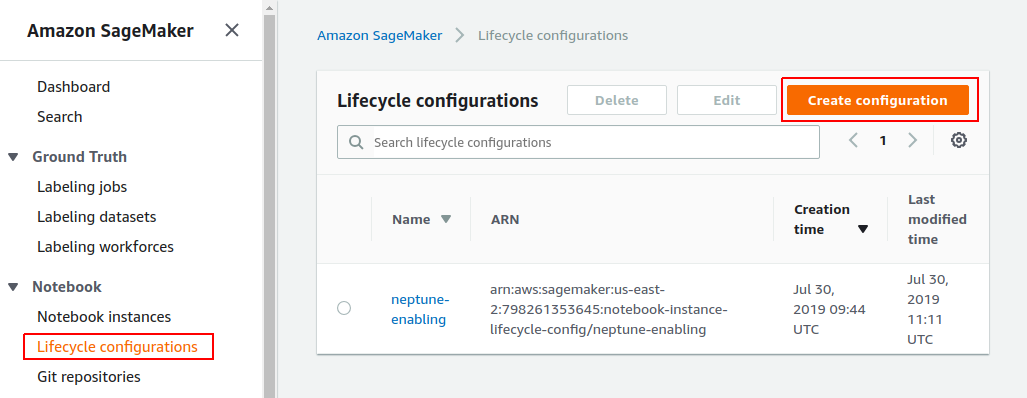 Amazon SageMaker
Dashboard
Search
Ground Truth
Labeling jobs
Labeling datasets
Labeling workforces
Notebook
Notebook instances
Lifecycle configurations
Git repositories
Amazon SageMaker > Lifecycle configurations
Lifecycle configurations
Delete
Edit
Create configuration
Search lifecycle configurations
1
Name
ARN
Creation
time
Last
modified
time
neptune-
enabling
arn:aws:sagemaker:us-east-
2:798261353645:notebook-instance-
lifecycle-config/neptune-enabling
Jul 30,
2019 09:44
UTC
Jul 30,
2019
11:11
UTC